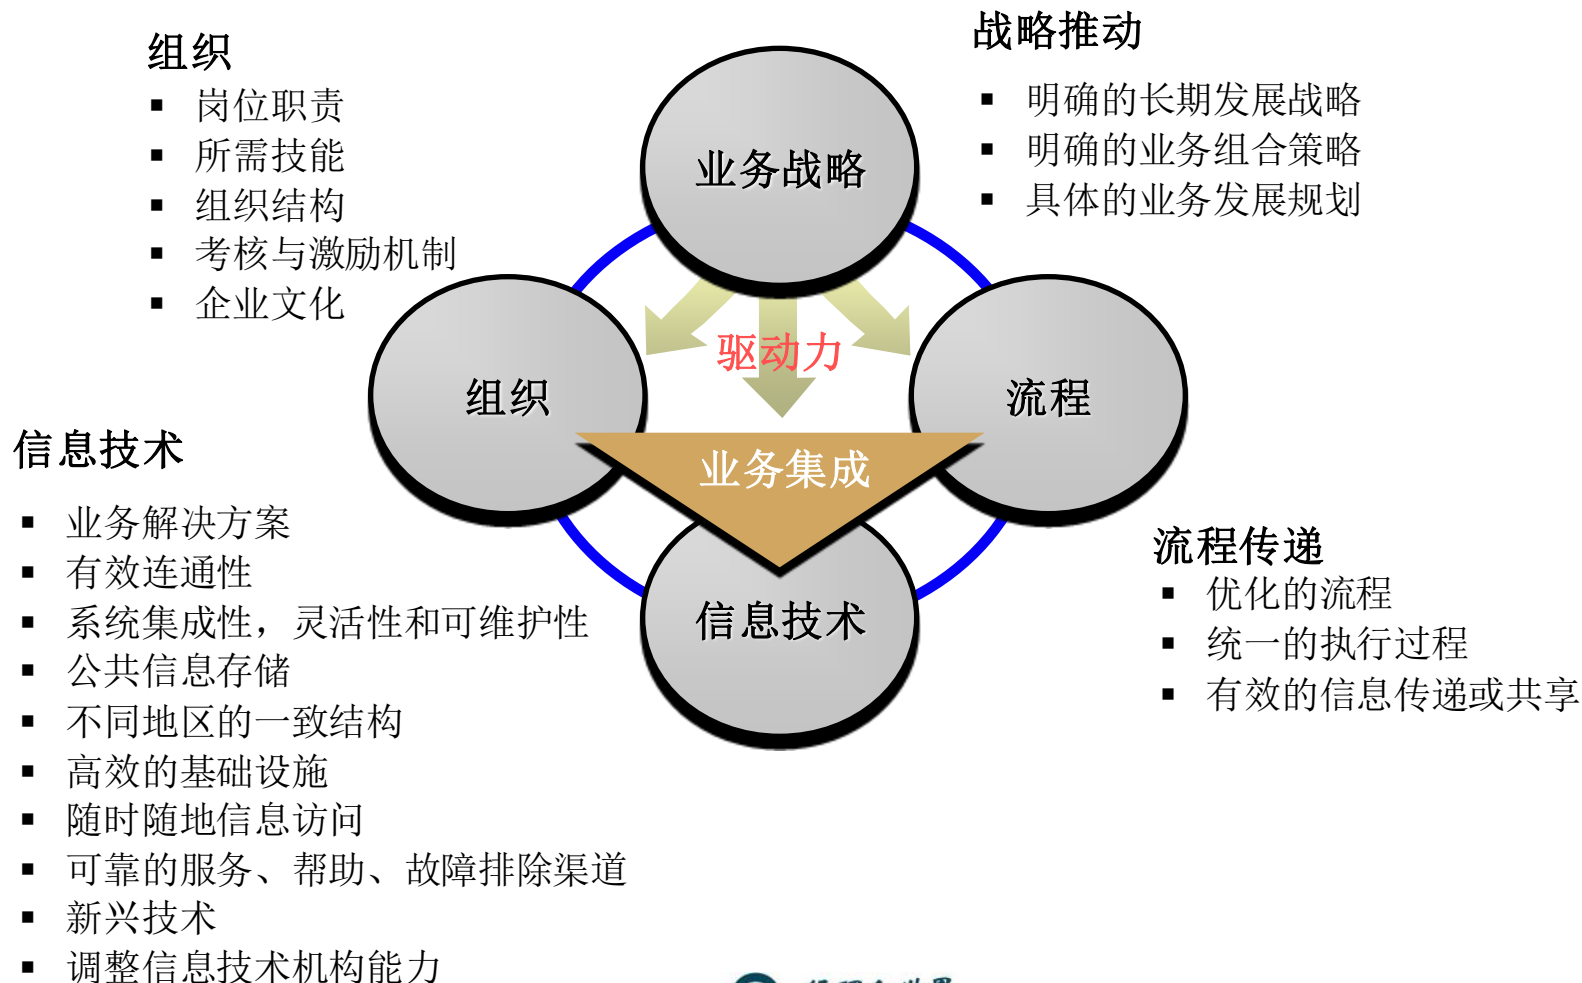 组织
岗位职责
所需技能
组织结构
考核与激励机制
企业文化
战略推动
明确的长期发展战略
明确的业务组合策略
具体的业务发展规划
业务战略
驱动力
组织
流程
业务集成
信息技术
信息技术
业务解决方案
有效连通性
系统集成性，灵活性和可维护性
公共信息存储
不同地区的一致结构
高效的基础设施
随时随地信息访问
可靠的服务、帮助、故障排除渠道
新兴技术
调整信息技术机构能力
流程传递
优化的流程
统一的执行过程
有效的信息传递或共享